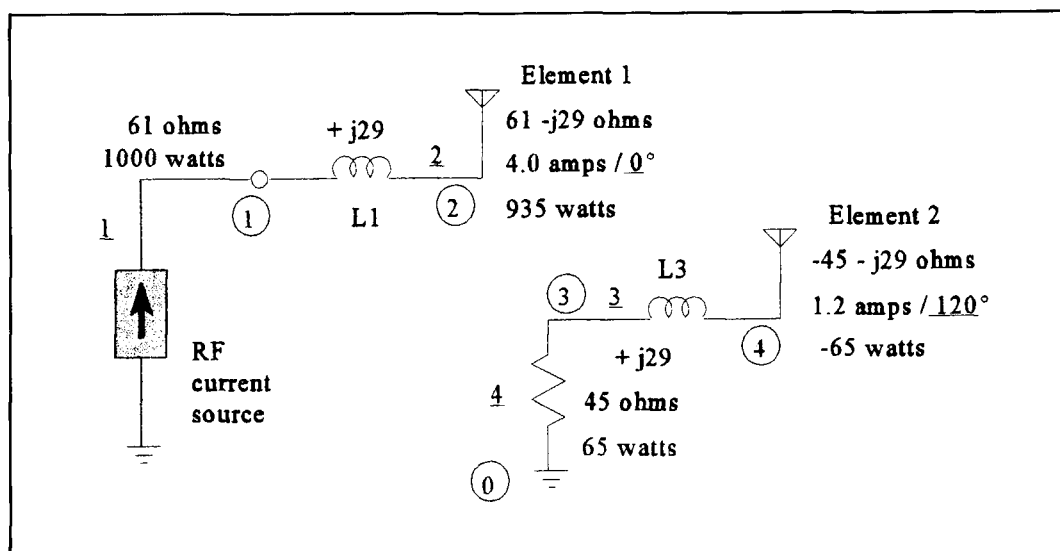 Element 1
61 ohms
1000 watts
+ j29
61 -j29 ohms
4.0 amps / 0°
935 watts
2
1
L1
2
1
RF
current
source
Element 2
-45 - j29 ohms
1.2 amps / 120°
-65 watts
L3
3
3
4
+ j29
4
45 ohms
65 watts
0